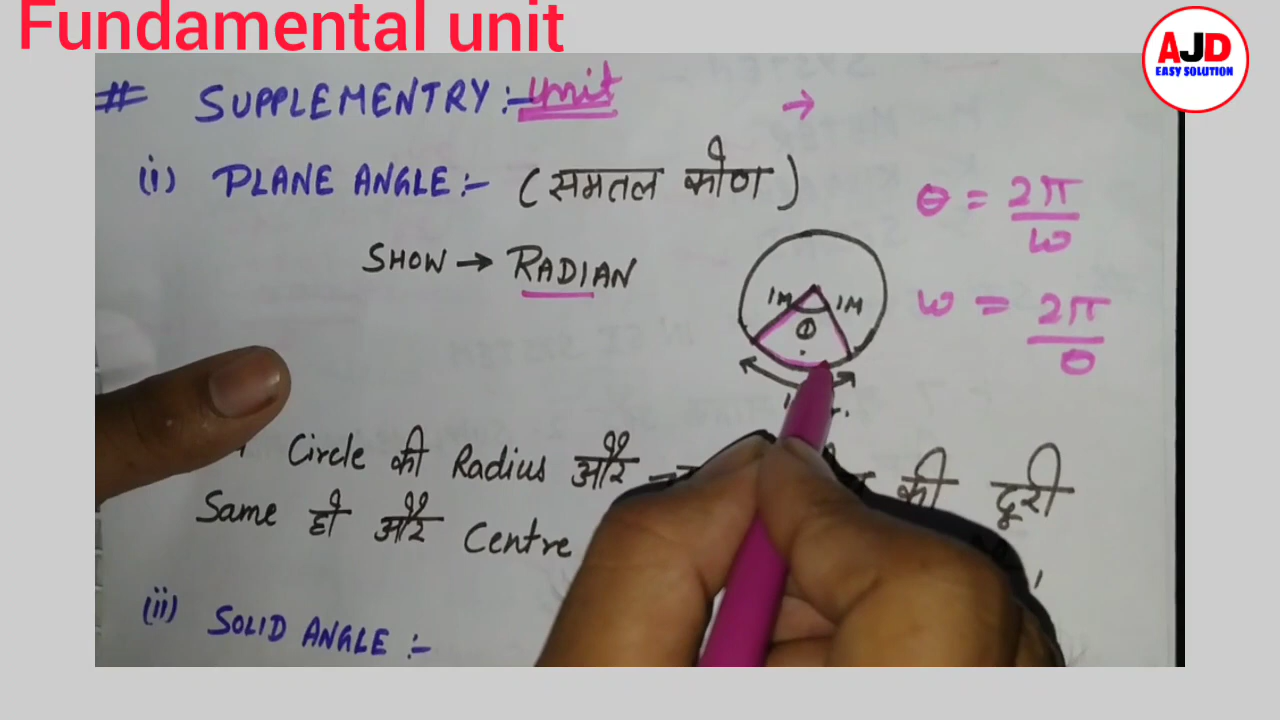 Fundamental unit
AJD
EASY SOLUTION
# SUPPLEMENTRY :- Unit →
(i) PLANE ANGLE :- (समतल कोण)
θ = 2π / ω
SHOW → RADIAN
1M 1M
θ
ω = 2π / θ
Circle की Radius और की दूरी
Same हो और Centre
(ii) SOLID ANGLE :-